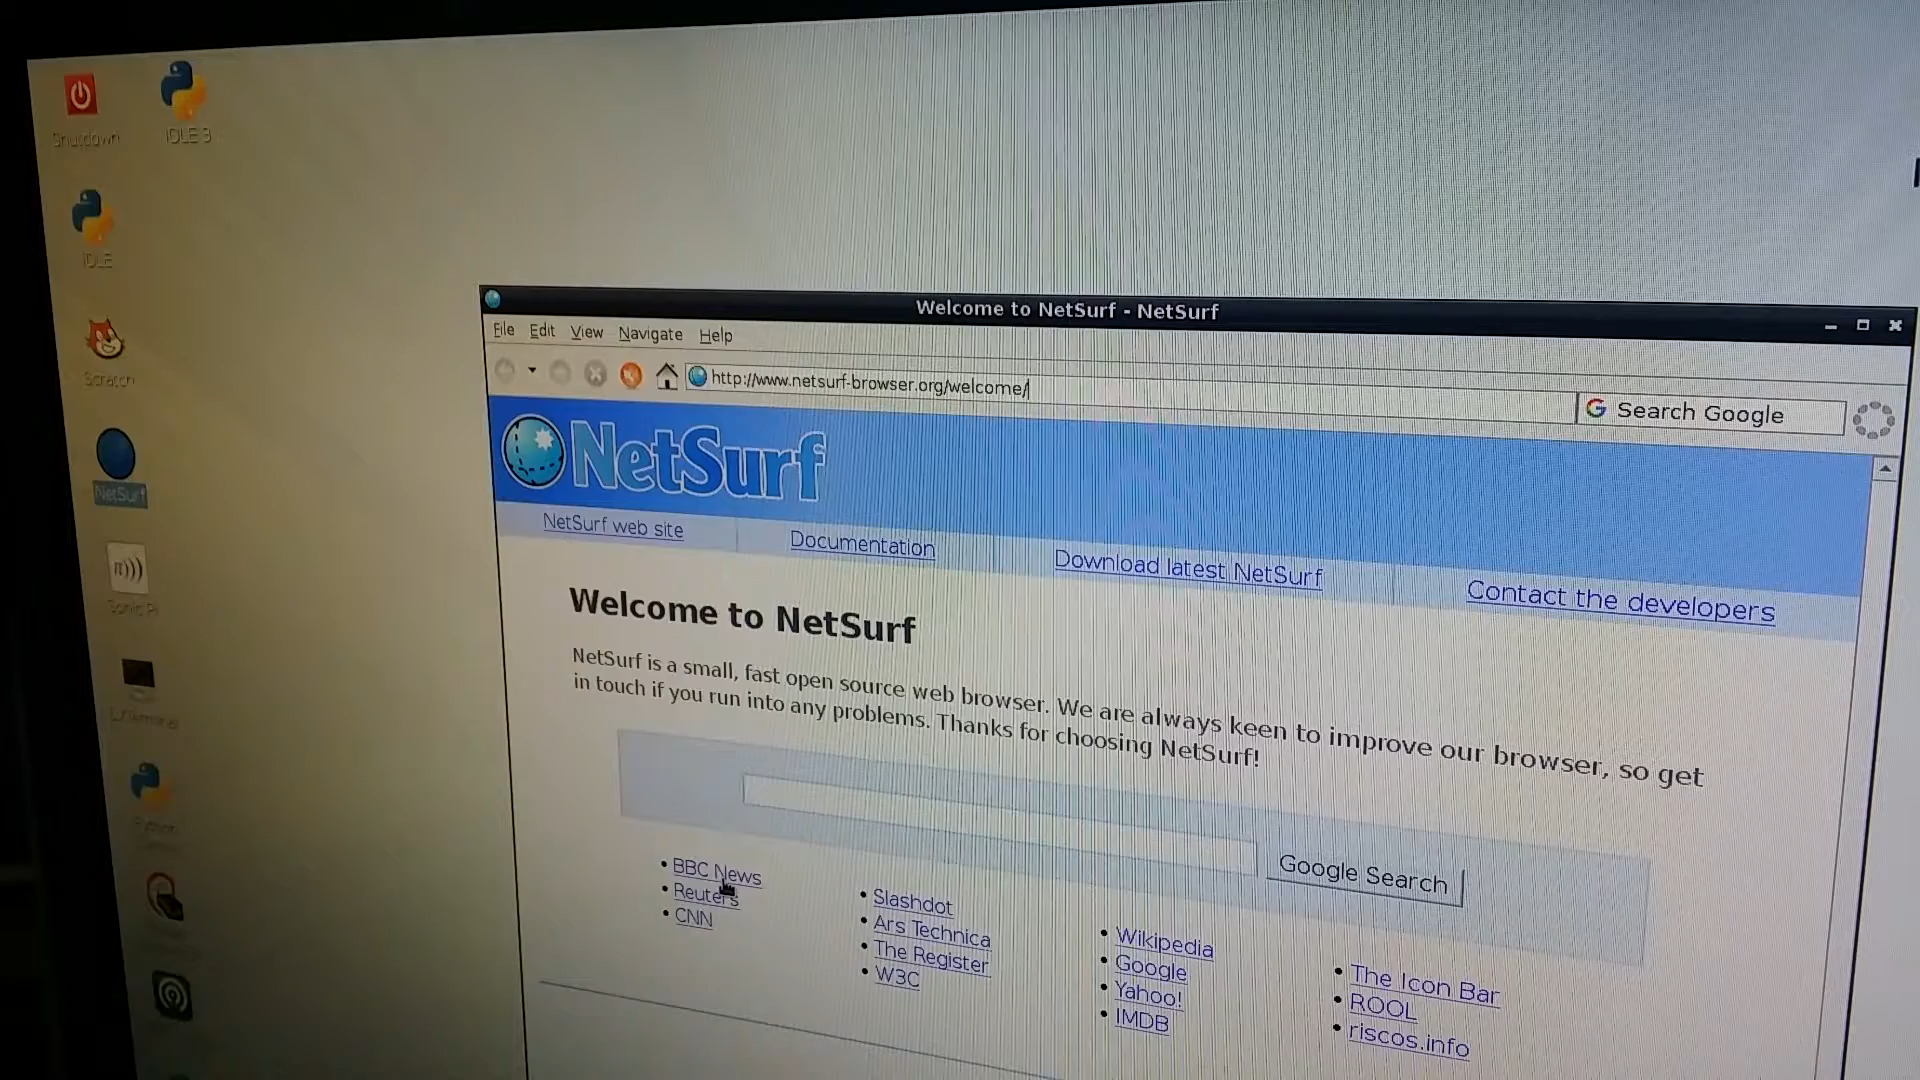 Shutdown
IDLE 3
IDLE
Scratch
NetSurf
Sonic Pi
Welcome to NetSurf - NetSurf
File Edit View Navigate Help
http://www.netsurf-browser.org/welcome/
G Search Google
NetSurf
NetSurf web site Documentation Download latest NetSurf Contact the developers
Welcome to NetSurf
NetSurf is a small, fast open source web browser. We are always keen to improve our browser, so get
in touch if you run into any problems. Thanks for choosing NetSurf!
Google Search
• BBC News
• Reuters
• CNN
• Slashdot
• Ars Technica
• The Register
• W3C
• Wikipedia
• Google
• Yahoo!
• IMDB
• The Icon Bar
• ROOL
• riscos.info